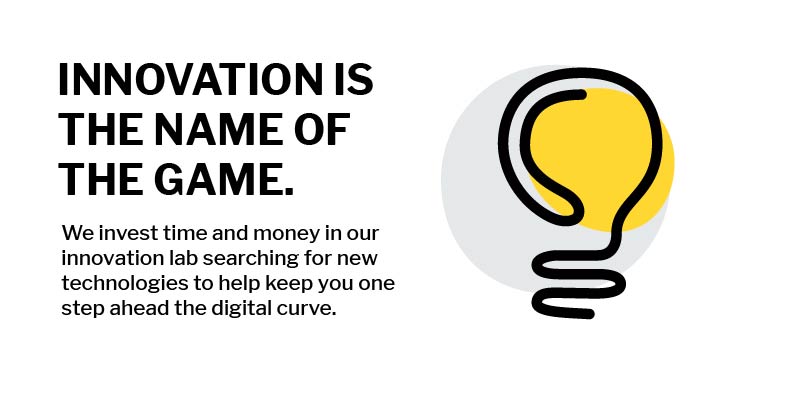 INNOVATION IS
THE NAME OF
THE GAME.
We invest time and money in our
innovation lab searching for new
technologies to help keep you one
step ahead the digital curve.